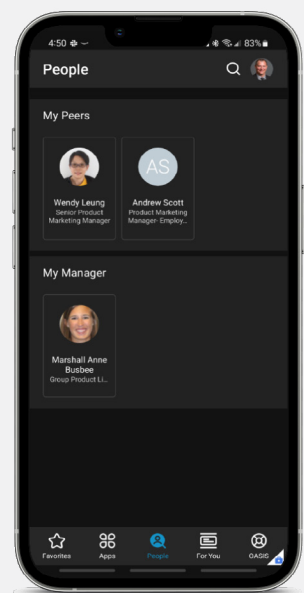 4:50
83%
People
My Peers
AS
Wendy Leung
Senior Product
Marketing Manager
Andrew Scott
Product Marketing
Manager- Employ...
My Manager
Marshall Anne
Busbee
Group Product Li...
Favorites
Apps
People
For You
OASIS